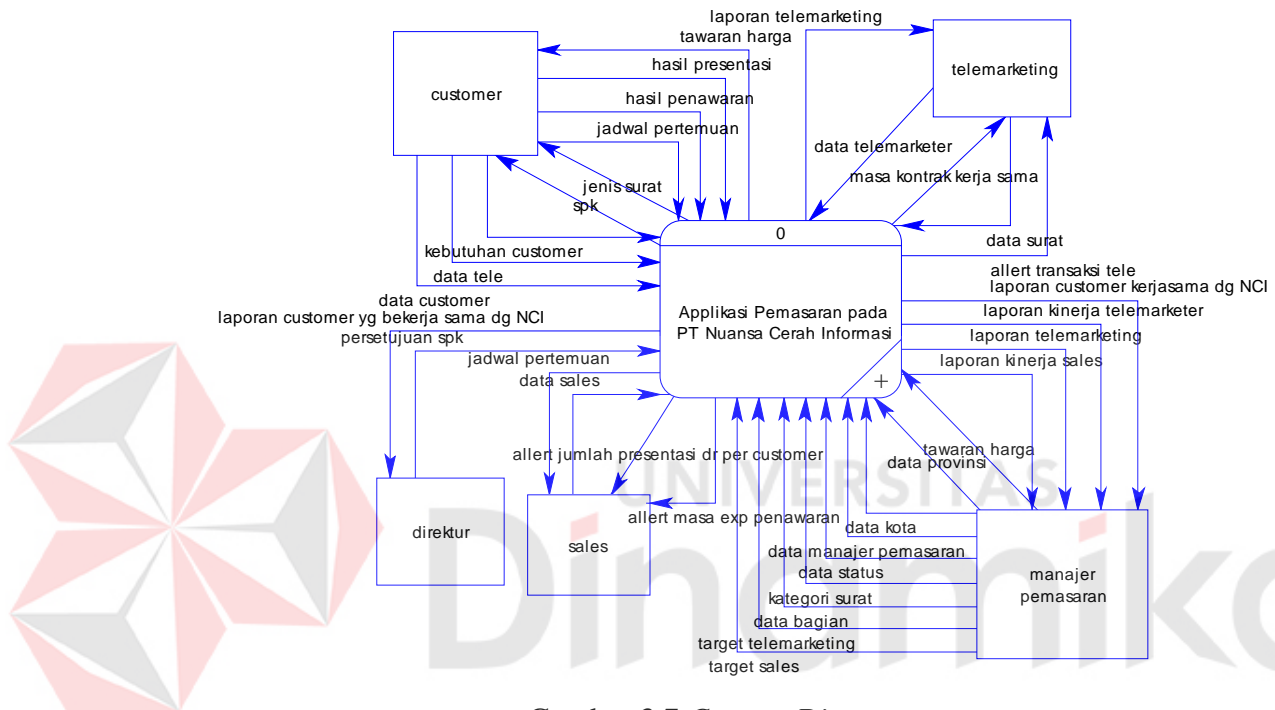 laporan telemarketing
tawaran harga
hasil presentasi
customer
telemarketing
hasil penawaran
jadwal pertemuan
data telemarketer
masa kontrak kerja sama
jenis surat
spk
0
data surat
kebutuhan customer
data tele
allert transaksi tele
laporan customer kerjasama dg NCI
data customer
laporan customer yg bekerja sama dg NCI
persetujuan spk
Applikasi Pemasaran pada
PT Nuansa Cerah Informasi
laporan kinerja telemarketer
laporan telemarketing
jadwal pertemuan
laporan kinerja sales
data sales
+
allert jumlah presentasi dr per customer
tawaran harga
data provinsi
UNIVERSITAS
Dinamika
allert masa exp penawaran
data kota
direktur
sales
data manajer pemasaran
data status
manajer
pemasaran
kategori surat
data bagian
target telemarketing
target sales